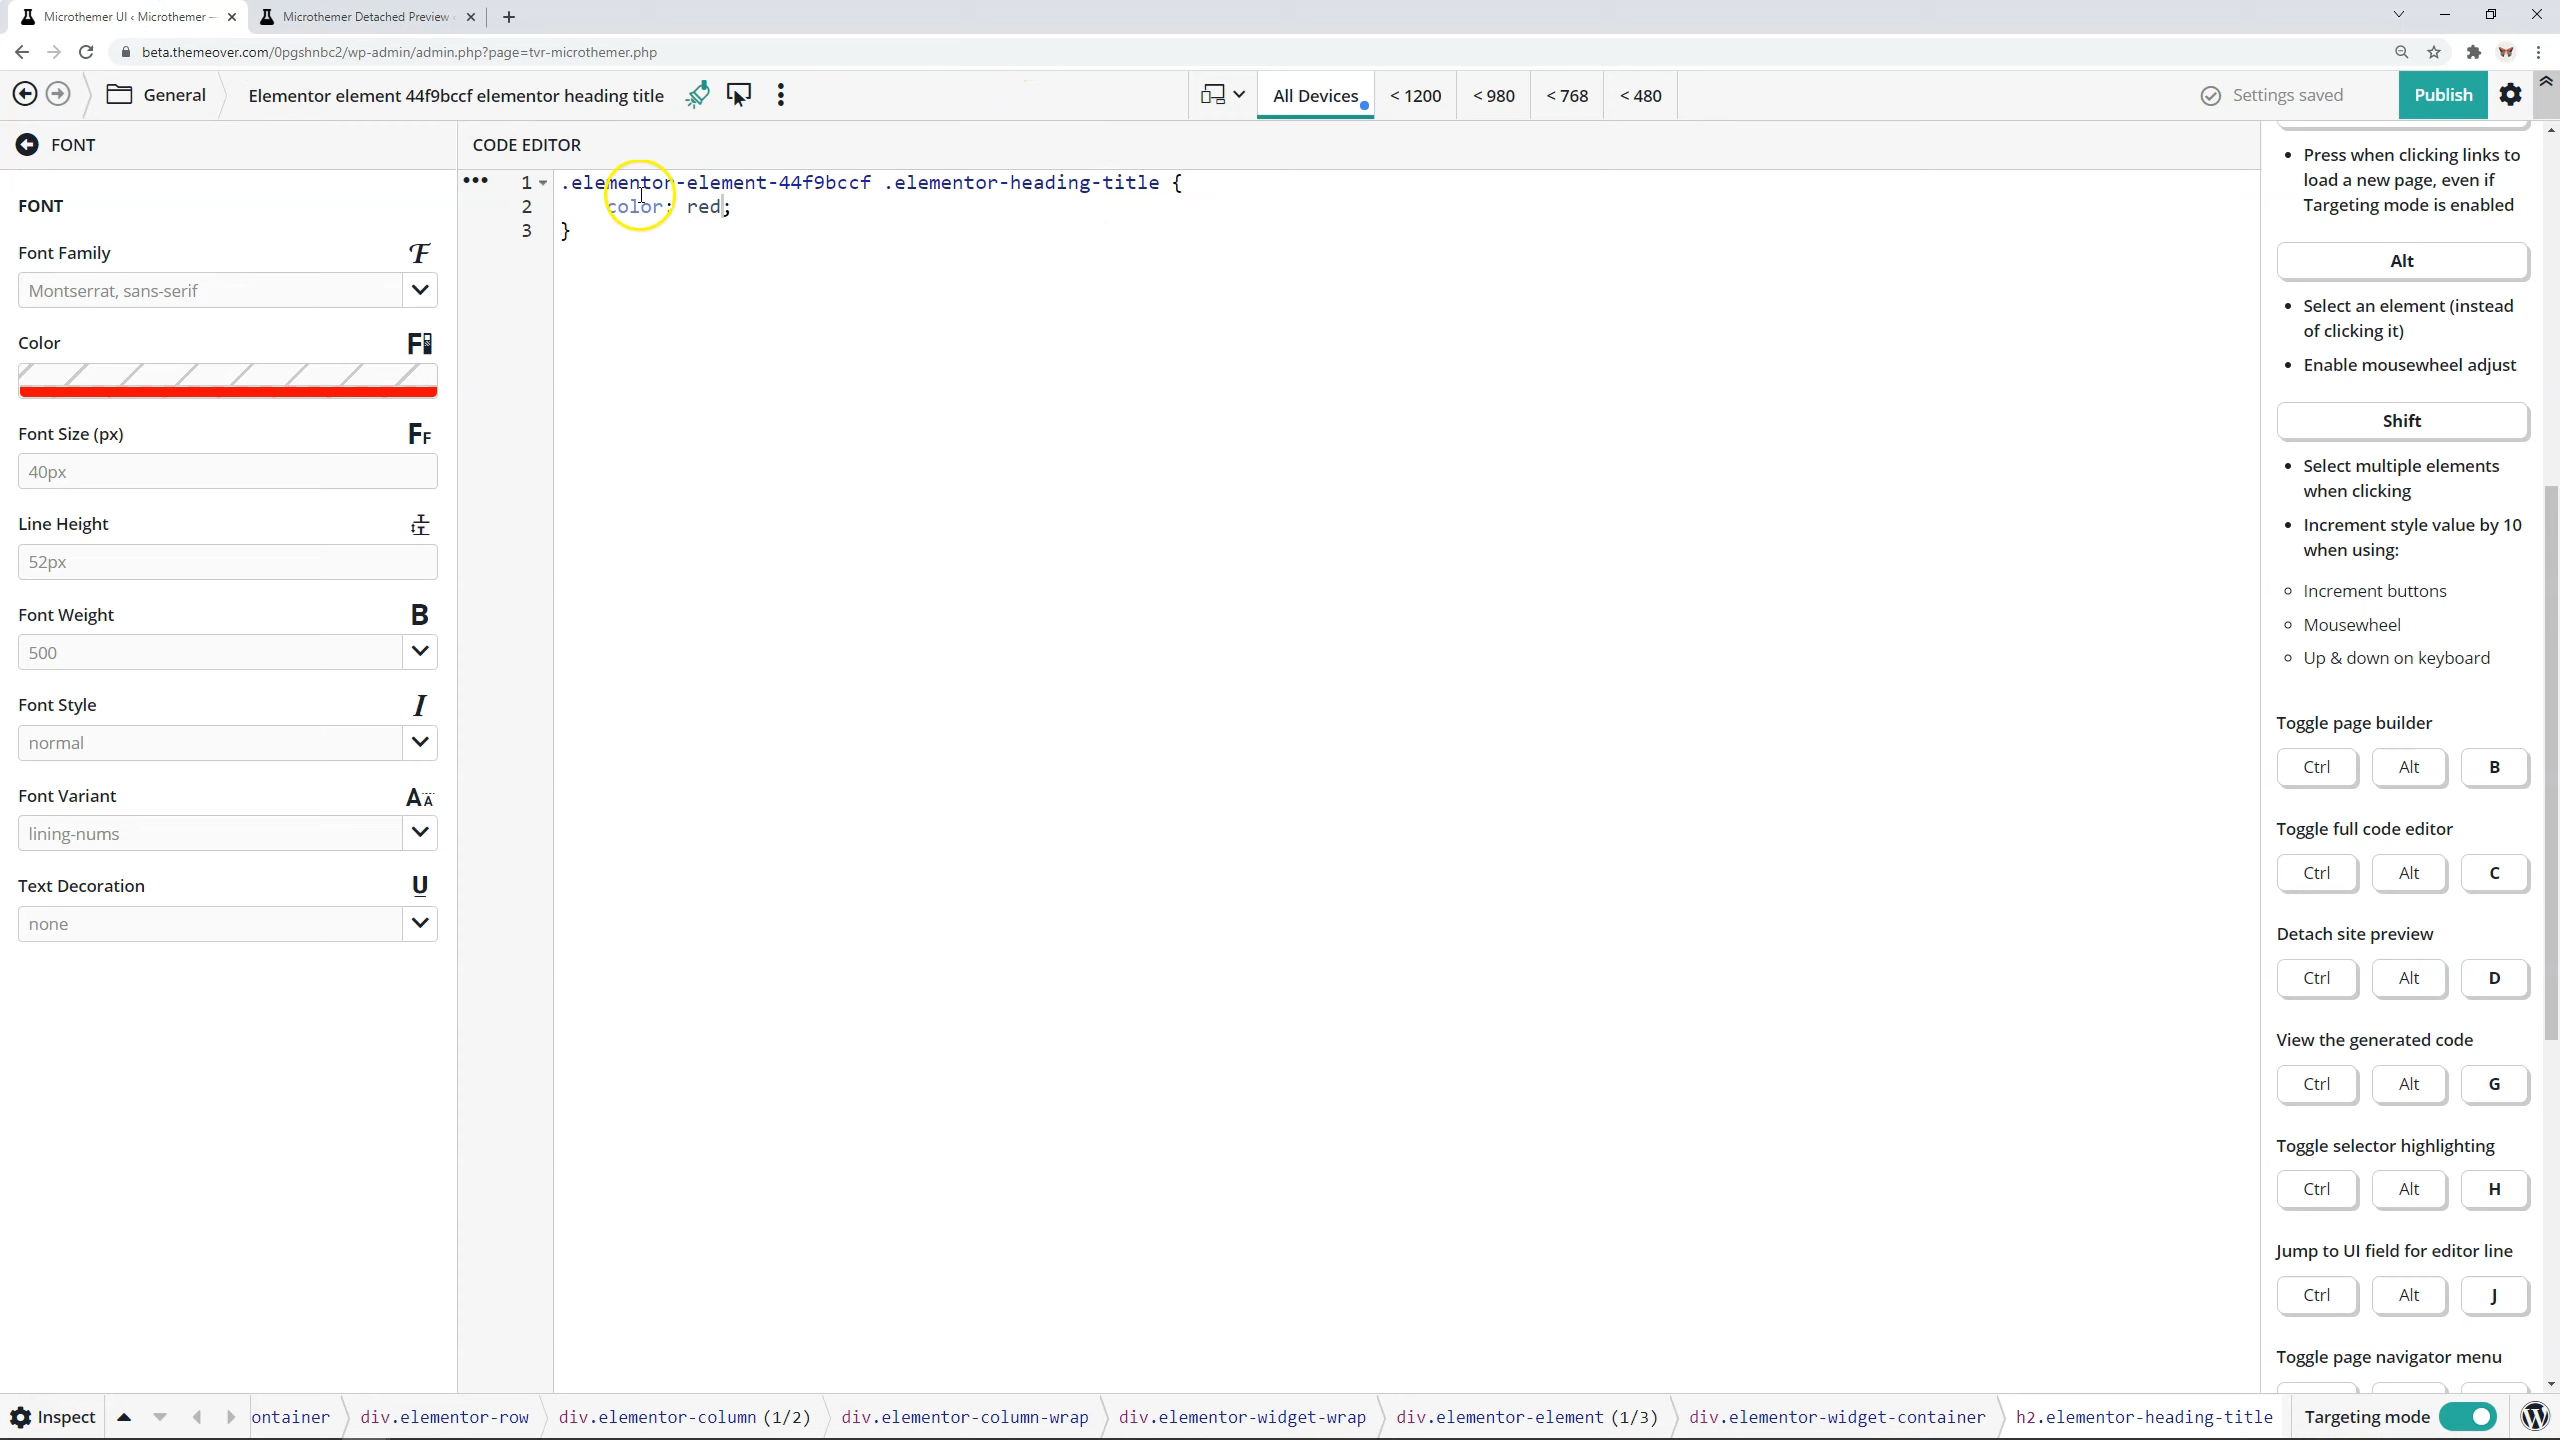 Microthemer UI ‹ Microthemer —
Microthemer Detached Preview
beta.themeover.com/0pgshnbc2/wp-admin/admin.php?page=tvr-microthemer.php
General
Elementor element 44f9bccf elementor heading title
All Devices
< 1200
< 980
< 768
< 480
Settings saved
Publish
FONT
CODE EDITOR
1 .elementor-element-44f9bccf .elementor-heading-title {
2 color: red;
3 }
FONT
Font Family
Montserrat, sans-serif
Color
Font Size (px)
40px
Line Height
52px
Font Weight
500
Font Style
normal
Font Variant
lining-nums
Text Decoration
none
• Press when clicking links to
load a new page, even if
Targeting mode is enabled
Alt
• Select an element (instead
of clicking it)
• Enable mousewheel adjust
Shift
• Select multiple elements
when clicking
• Increment style value by 10
when using:
◦ Increment buttons
◦ Mousewheel
◦ Up & down on keyboard
Toggle page builder
Ctrl Alt B
Toggle full code editor
Ctrl Alt C
Detach site preview
Ctrl Alt D
View the generated code
Ctrl Alt G
Toggle selector highlighting
Ctrl Alt H
Jump to UI field for editor line
Ctrl Alt J
Toggle page navigator menu
Inspect
ontainer
div.elementor-row
div.elementor-column (1/2)
div.elementor-column-wrap
div.elementor-widget-wrap
div.elementor-element (1/3)
div.elementor-widget-container
h2.elementor-heading-title
Targeting mode